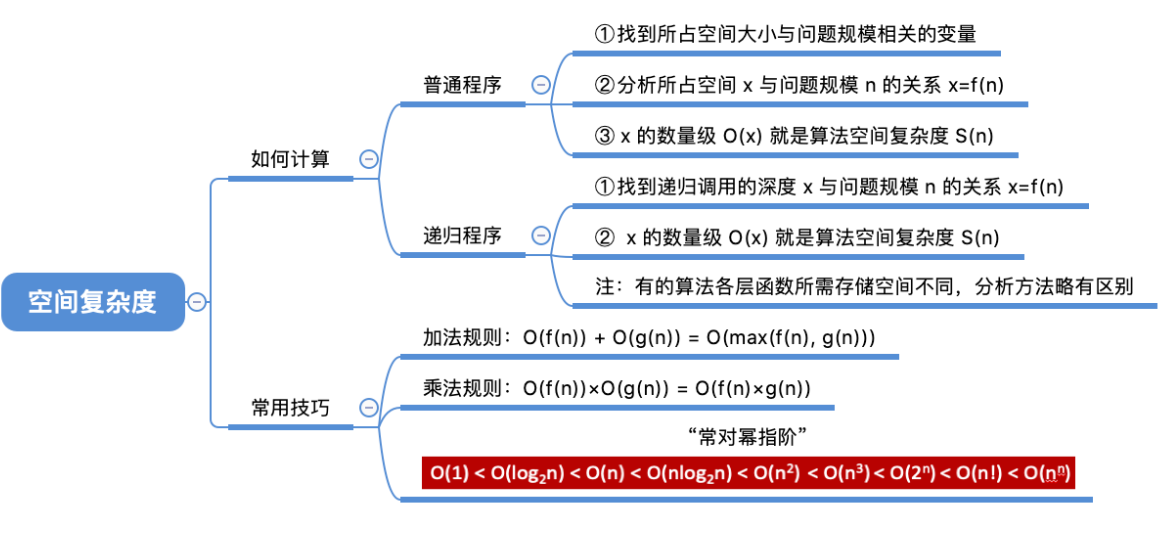 空间复杂度
如何计算
普通程序
①找到所占空间大小与问题规模相关的变量
②分析所占空间 x 与问题规模 n 的关系 x=f(n)
③ x 的数量级 O(x) 就是算法空间复杂度 S(n)
递归程序
①找到递归调用的深度 x 与问题规模 n 的关系 x=f(n)
② x 的数量级 O(x) 就是算法空间复杂度 S(n)
注：有的算法各层函数所需存储空间不同，分析方法略有区别
常用技巧
加法规则：O(f(n)) + O(g(n)) = O(max(f(n), g(n)))
乘法规则：O(f(n))×O(g(n)) = O(f(n)×g(n))
“常对幂指阶”
O(1) < O(log₂n) < O(n) < O(nlog₂n) < O(n²) < O(n³) < O(2ⁿ) < O(n!) < O(nⁿ)